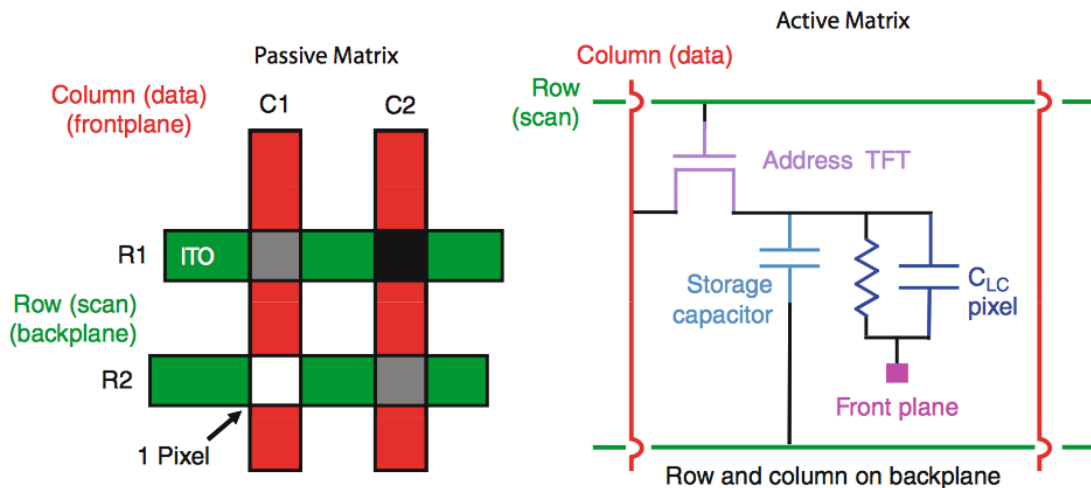 Passive Matrix
Column (data)
(frontplane)
C1
C2
R1
ITO
Row (scan)
(backplane)
R2
1 Pixel
Active Matrix
Column (data)
Row
(scan)
Address TFT
Storage
capacitor
CLC
pixel
Front plane
Row and column on backplane